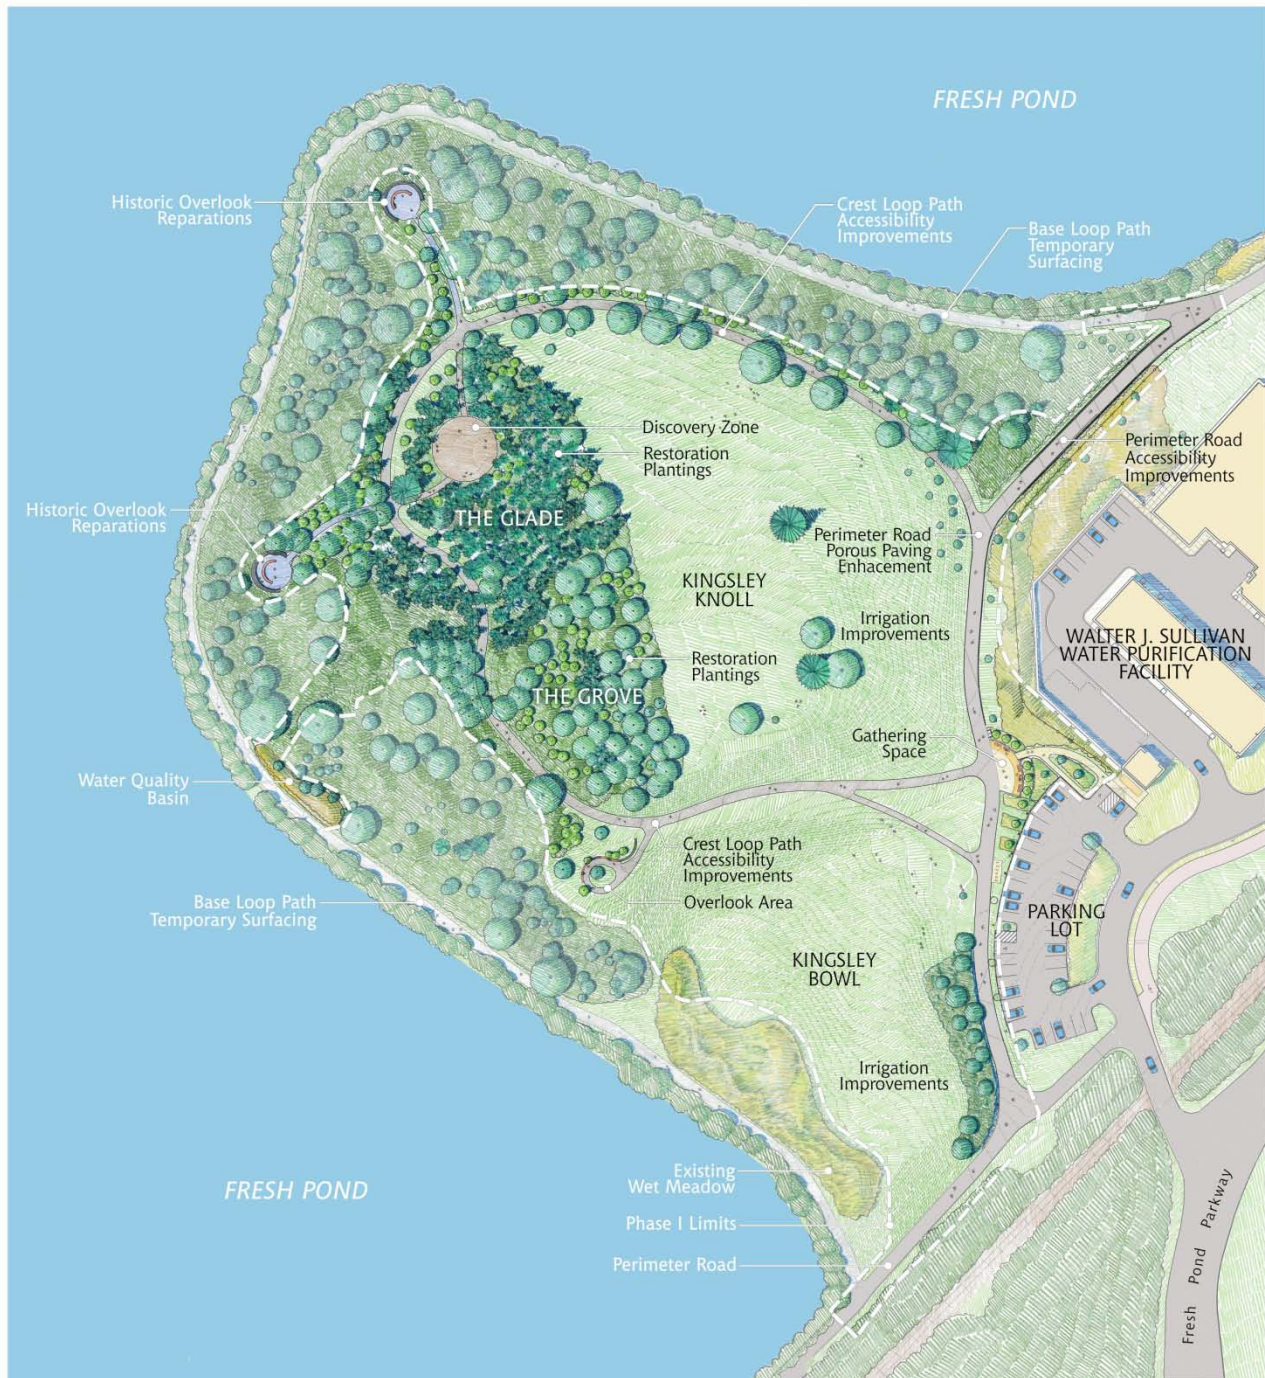 FRESH POND
Historic Overlook
Reparations
Crest Loop Path
Accessibility
Improvements
Base Loop Path
Temporary
Surfacing
Discovery Zone
Restoration
Plantings
Perimeter Road
Accessibility
Improvements
Historic Overlook
Reparations
THE GLADE
Perimeter Road
Porous Paving
Enhacement
KINGSLEY
KNOLL
Irrigation
Improvements
WALTER J. SULLIVAN
WATER PURIFICATION
FACILITY
Restoration
Plantings
THE GROVE
Gathering
Space
Water Quality
Basin
Crest Loop Path
Accessibility
Improvements
Overlook Area
Base Loop Path
Temporary Surfacing
PARKING
LOT
KINGSLEY
BOWL
Irrigation
Improvements
Existing
Wet Meadow
FRESH POND
Phase I Limits
Perimeter Road
Fresh Pond Parkway